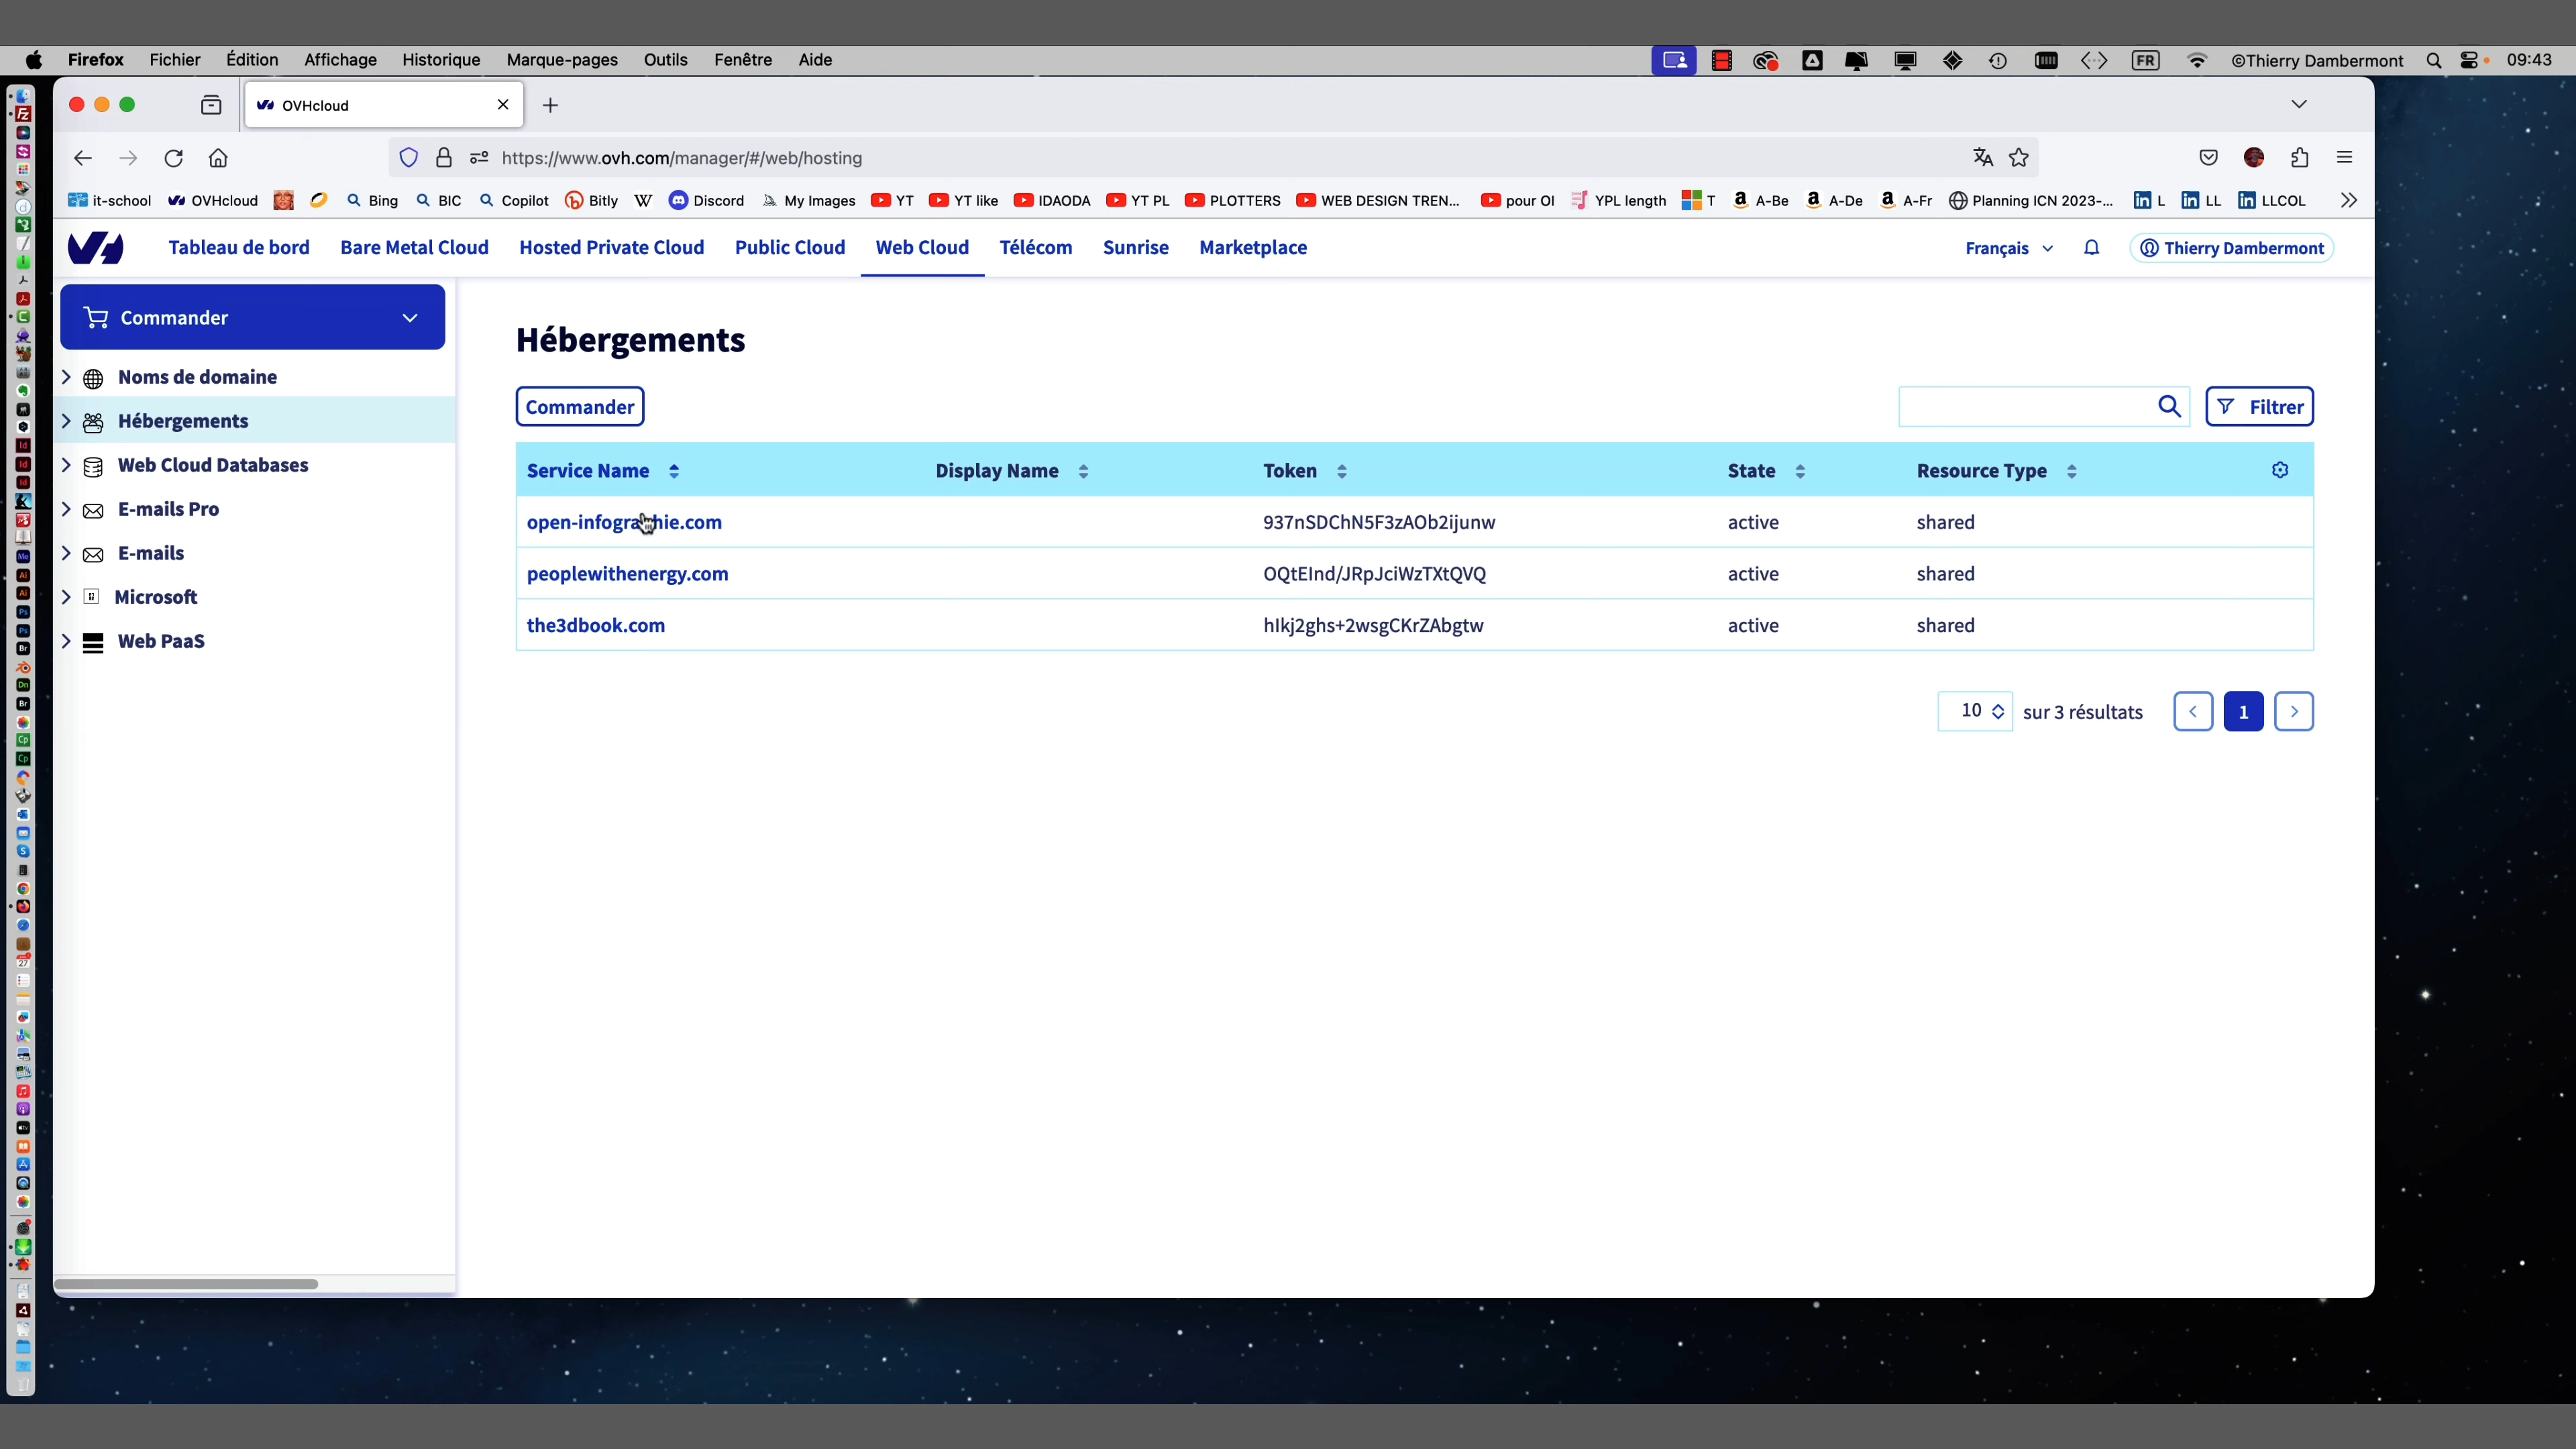 Firefox Fichier Édition Affichage Historique Marque-pages Outils Fenêtre Aide FR ©Thierry Dambermont 09:43
OVHcloud
https://www.ovh.com/manager/#/web/hosting
it-school OVHcloud Bing BIC Copilot Bitly W Discord My Images YT YT like IDAODA YT PL PLOTTERS WEB DESIGN TREN... pour OI YPL length T A-Be A-De A-Fr Planning ICN 2023-... L LL LLCOL
Tableau de bord Bare Metal Cloud Hosted Private Cloud Public Cloud Web Cloud Télécom Sunrise Marketplace Français Thierry Dambermont
Commander
Noms de domaine
Hébergements
Web Cloud Databases
E-mails Pro
E-mails
Microsoft
Web PaaS
Hébergements
Commander Filtrer
Service Name Display Name Token State Resource Type
open-infographie.com 937nSDChN5F3zAOb2ijunw active shared
peoplewithenergy.com OQtEInd/JRpJciWzTXtQVQ active shared
the3dbook.com hlkj2ghs+2wsgCKrZAbgtw active shared
10 sur 3 résultats 1